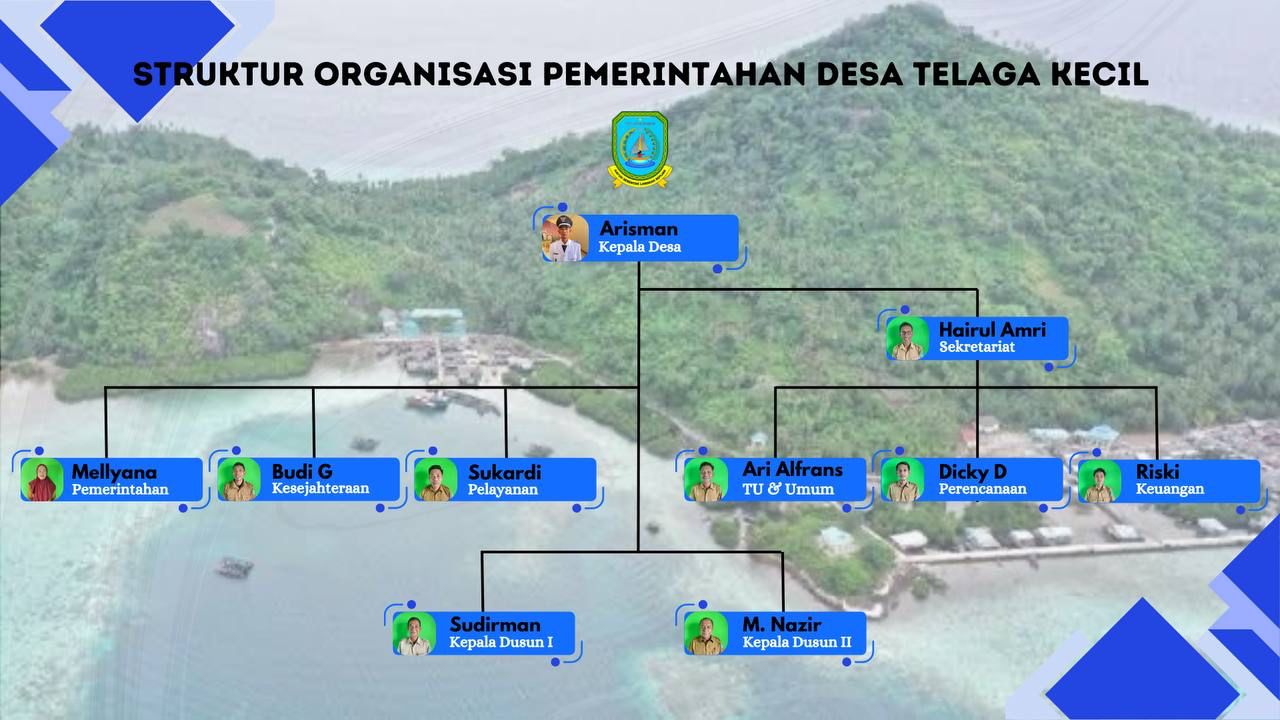 STRUKTUR ORGANISASI PEMERINTAHAN DESA TELAGA KECIL
Arisman
Kepala Desa
Hairul Amri
Sekretariat
Mellyana
Pemerintahan
Budi G
Kesejahteraan
Sukardi
Pelayanan
Ari Alfrans
TU & Umum
Dicky D
Perencanaan
Riski
Keuangan
Sudirman
Kepala Dusun I
M. Nazir
Kepala Dusun II